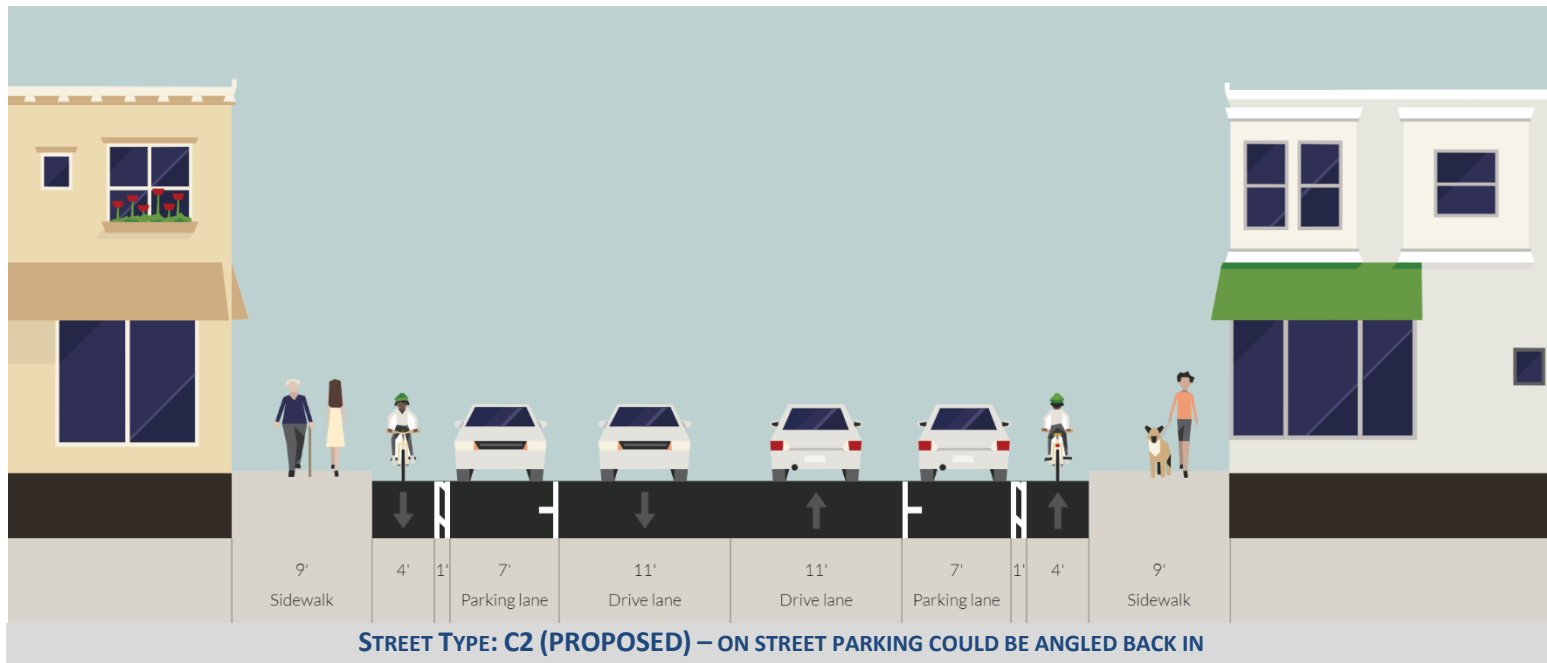 9' 4' 1' 7' 11' 11' 7' 1' 4' 9'
Sidewalk Parking lane Drive lane Drive lane Parking lane Sidewalk
STREET TYPE: C2 (PROPOSED) – ON STREET PARKING COULD BE ANGLED BACK IN